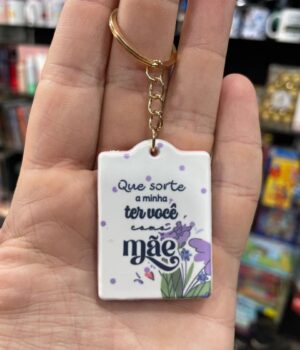 Que sorte
a minha
ter você
como
mãe